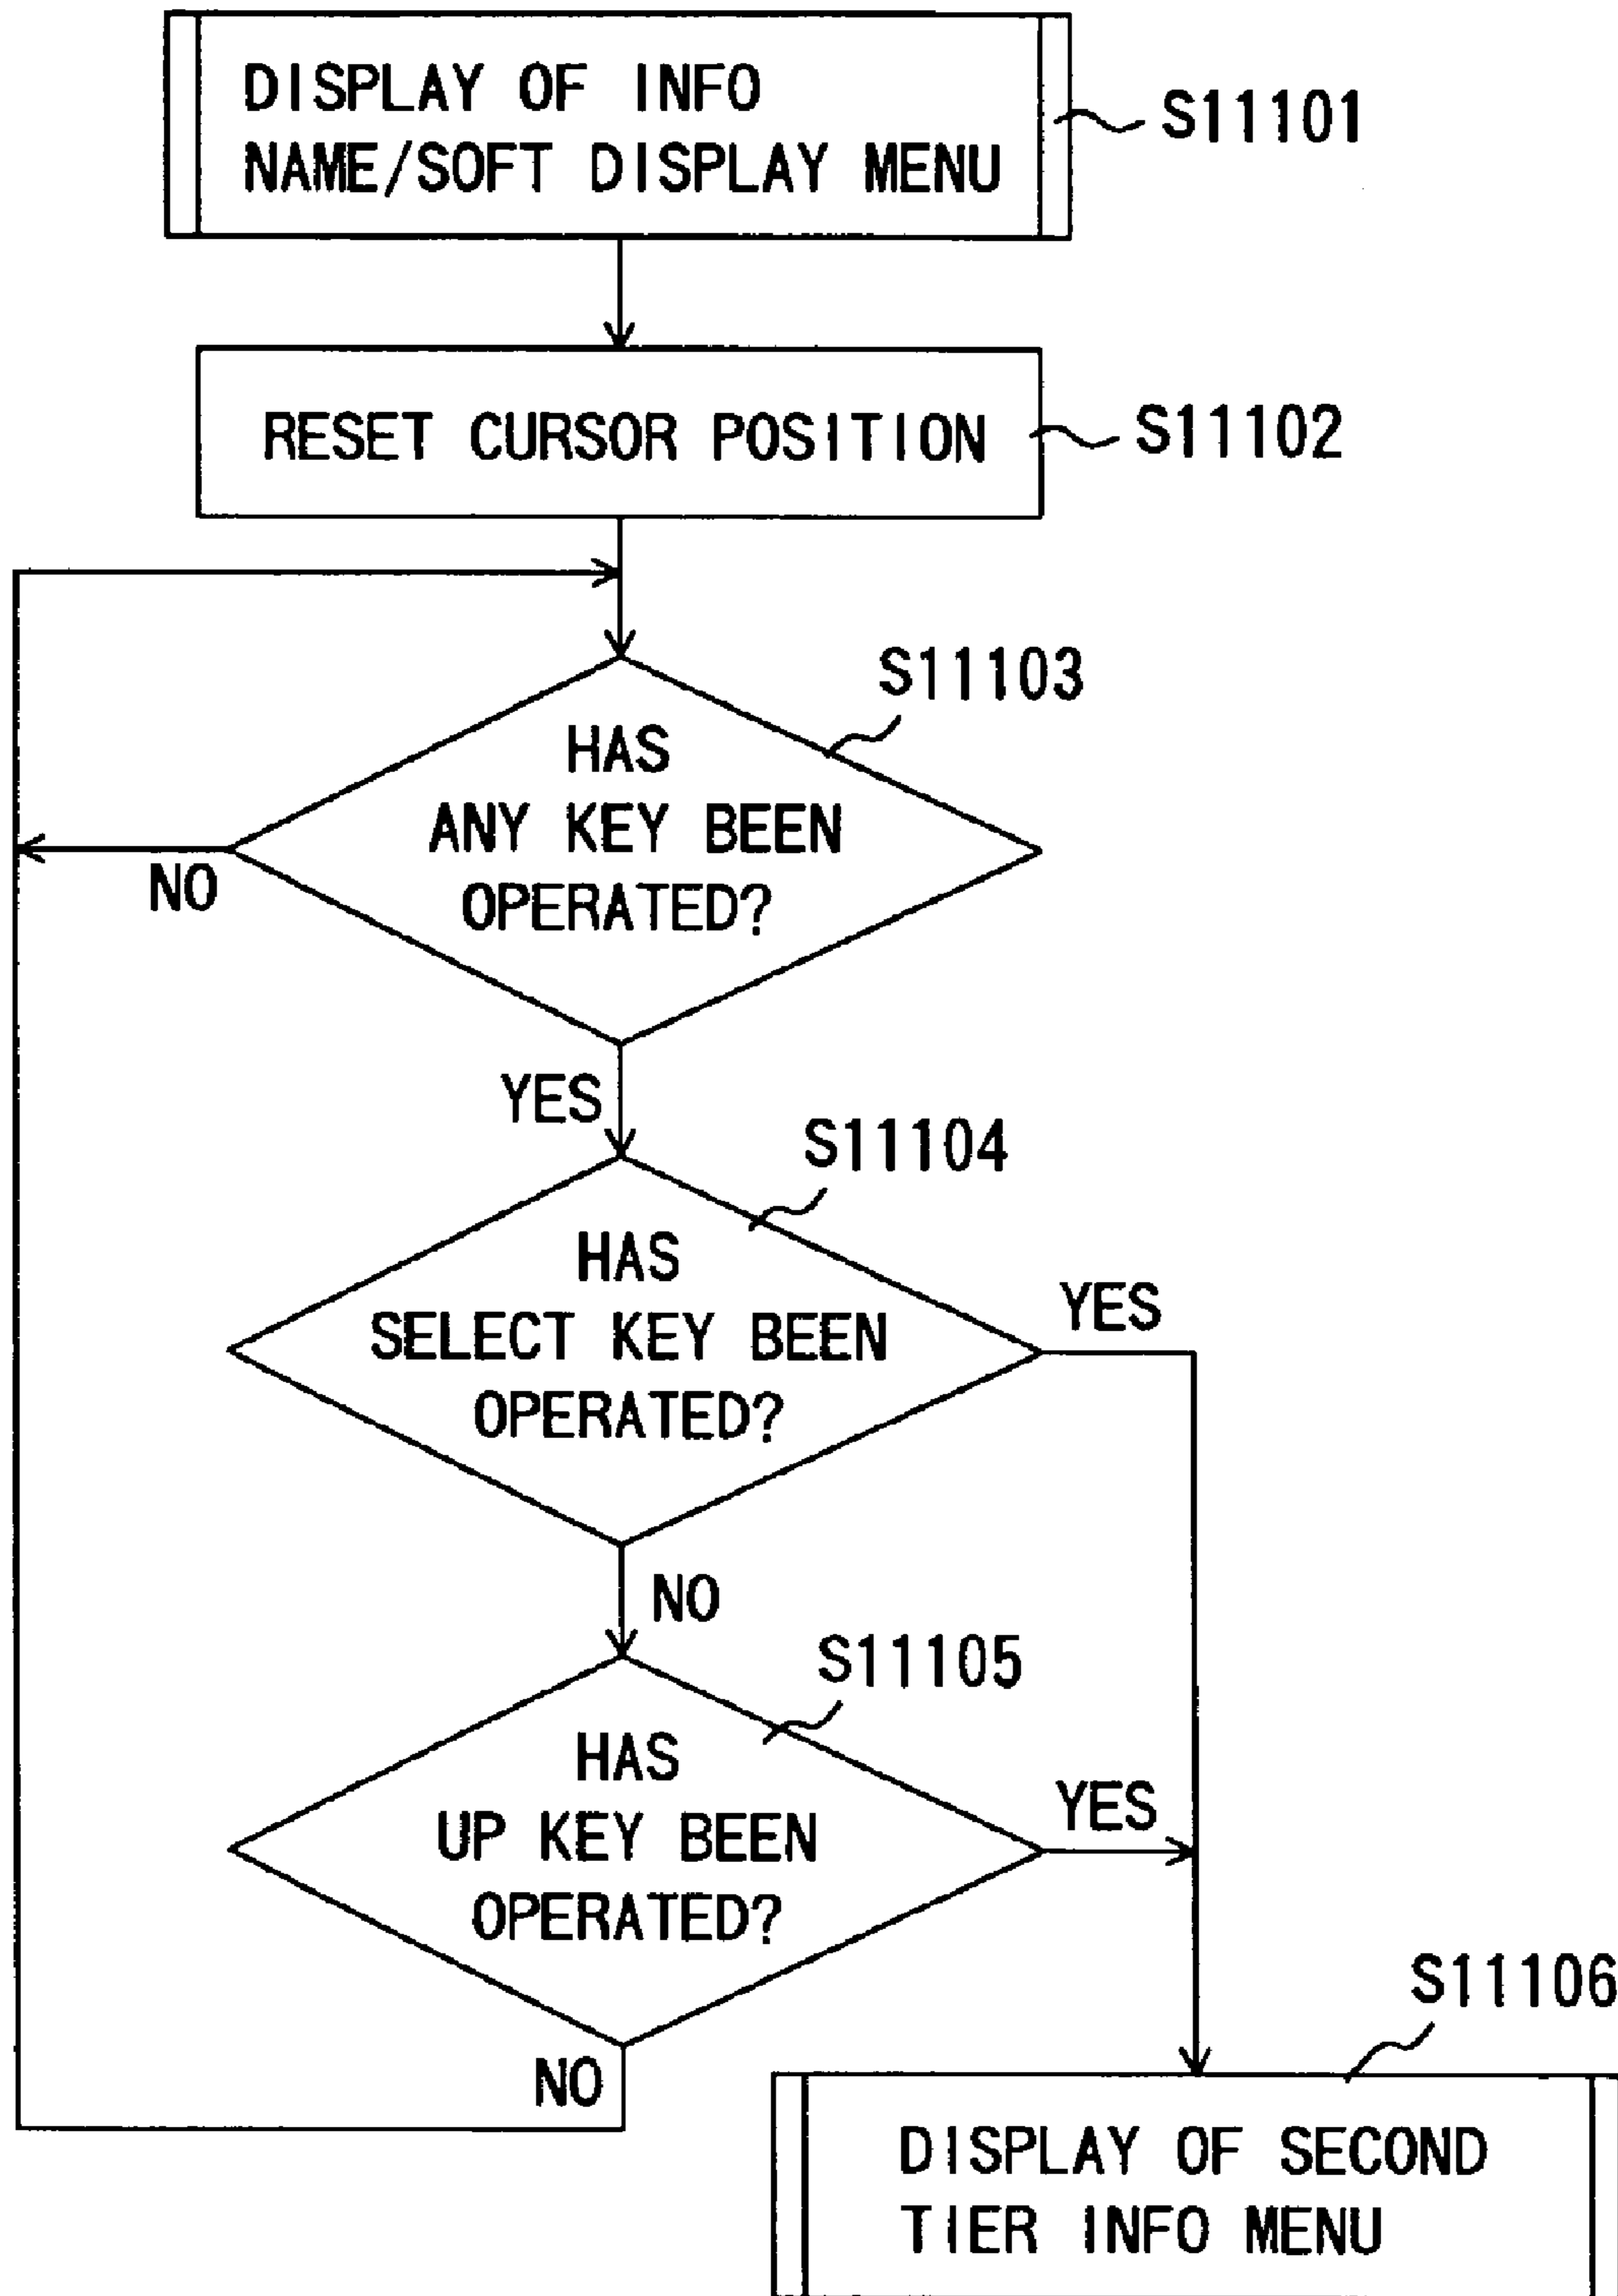 DISPLAY OF INFO
NAME/SOFT DISPLAY MENU
S11101
RESET CURSOR POSITION
S11102
S11103
HAS
ANY KEY BEEN
OPERATED?
NO
YES
S11104
HAS
SELECT KEY BEEN
OPERATED?
YES
NO
S11105
HAS
UP KEY BEEN
OPERATED?
YES
NO
S11106
DISPLAY OF SECOND
TIER INFO MENU